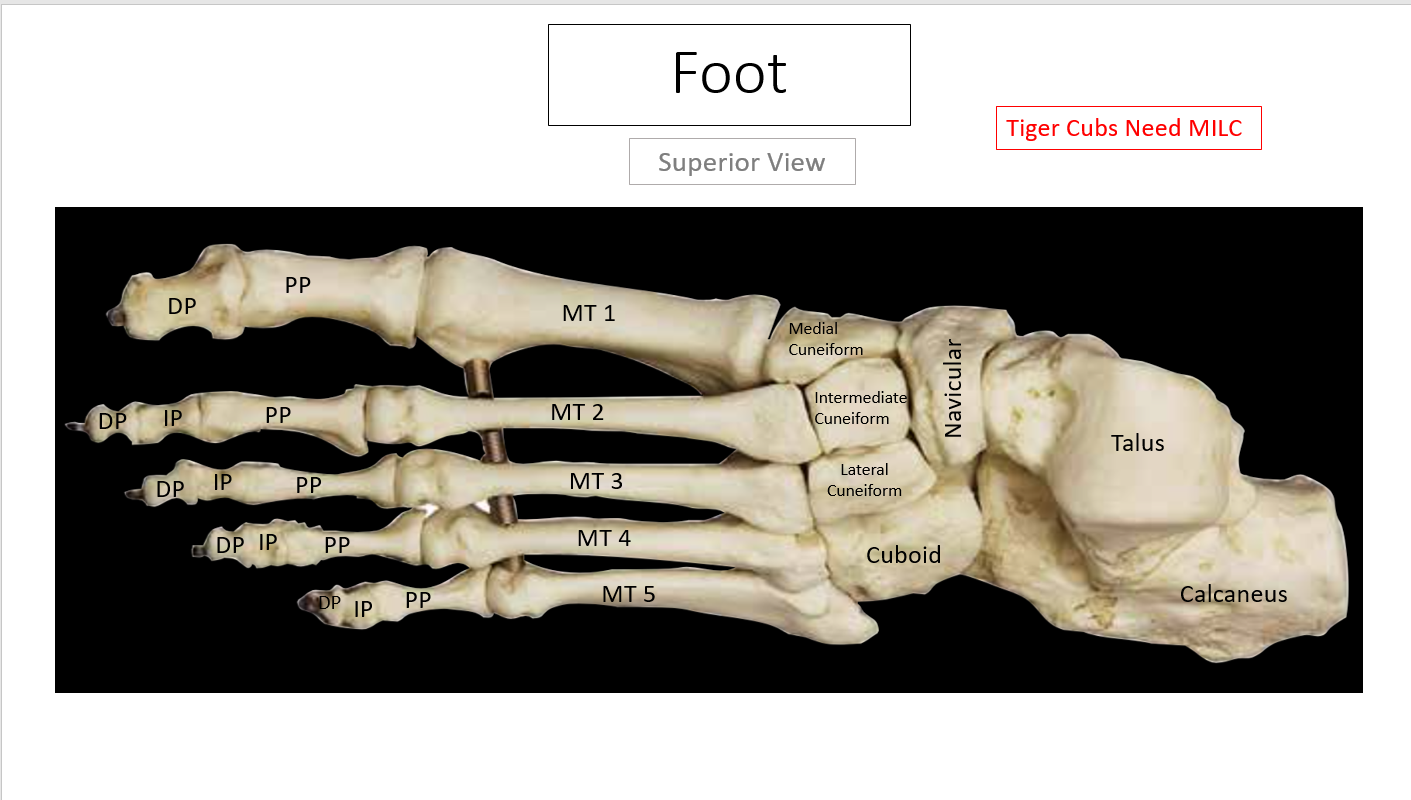 Foot
Tiger Cubs Need MILC
Superior View
DP
PP
MT 1
Medial
Cuneiform
Navicular
DP
IP
PP
MT 2
Intermediate
Cuneiform
Talus
DP
IP
PP
MT 3
Lateral
Cuneiform
DP
IP
PP
MT 4
Cuboid
DP
IP
PP
MT 5
Calcaneus